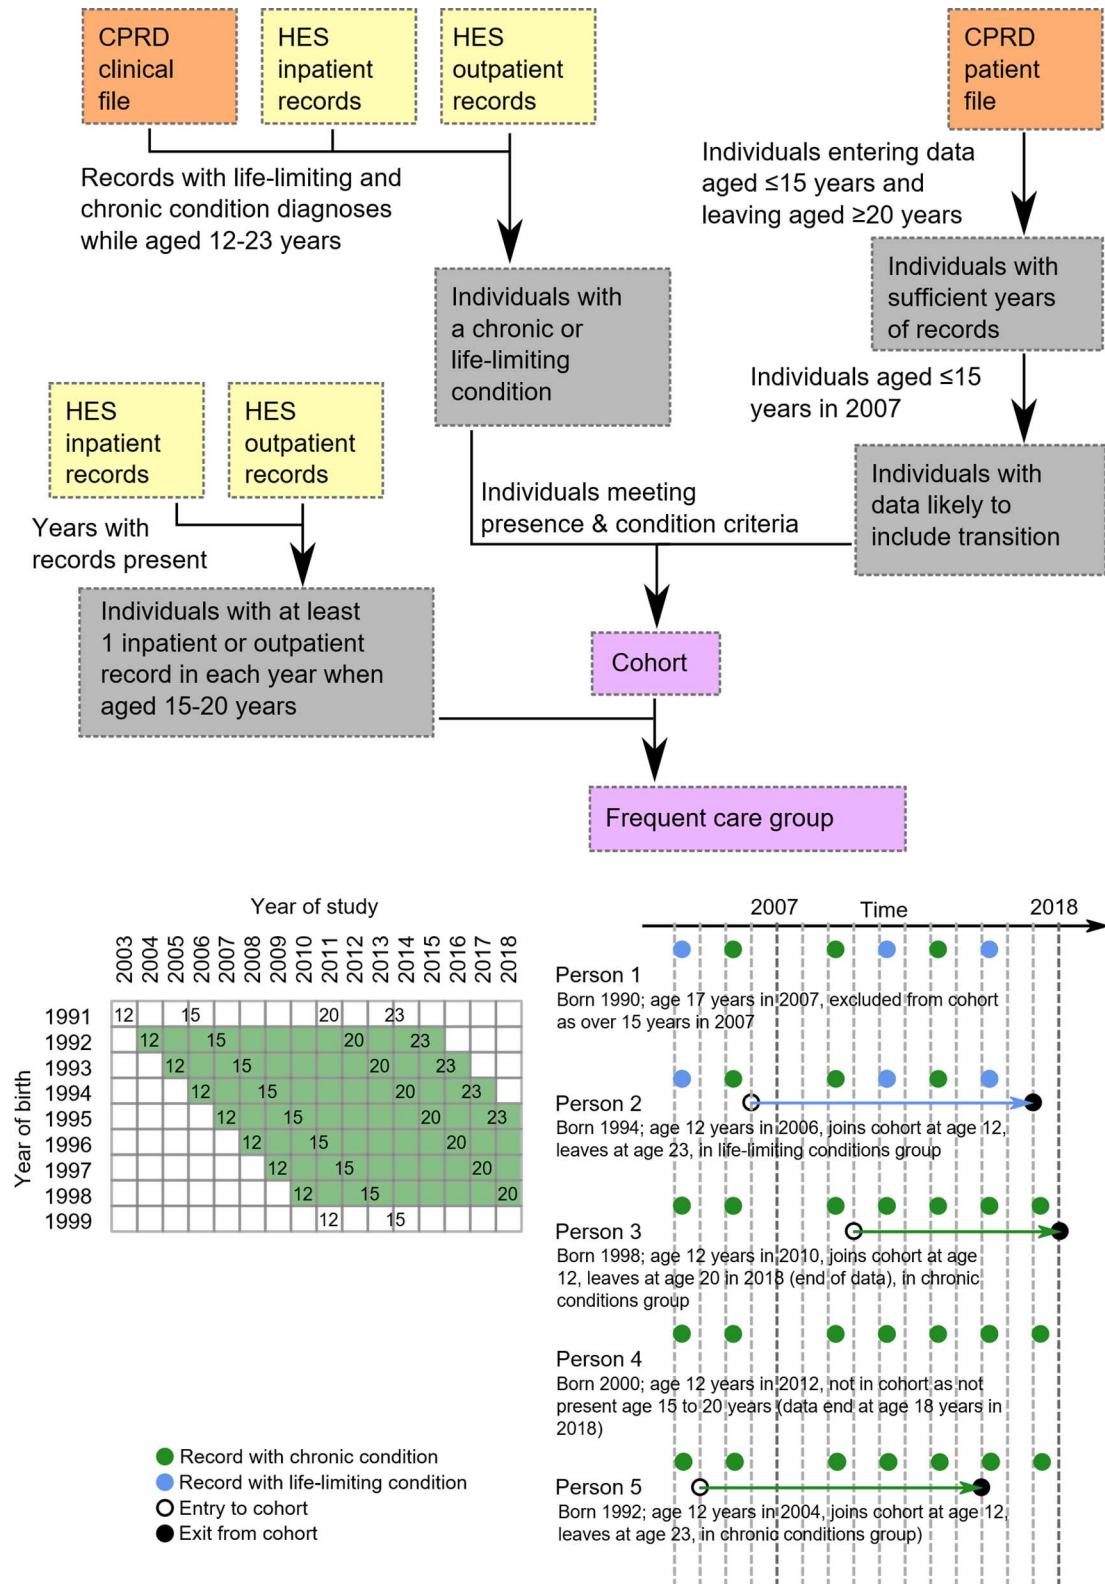 CPRD
clinical
file
HES
inpatient
records
HES
outpatient
records
CPRD
patient
file
Records with life-limiting and
chronic condition diagnoses
while aged 12-23 years
Individuals entering data
aged ≤15 years and
leaving aged ≥20 years
Individuals with
a chronic or
life-limiting
condition
Individuals with
sufficient years
of records
Individuals aged ≤15
years in 2007
HES
inpatient
records
HES
outpatient
records
Individuals with
data likely to
include transition
Individuals meeting
presence & condition criteria
Years with
records present
Individuals with at least
1 inpatient or outpatient
record in each year when
aged 15-20 years
Cohort
Frequent care group
Year of study
2003 2004 2005 2006 2007 2008 2009 2010 2011 2012 2013 2014 2015 2016 2017 2018
Year of birth
1991 12 15 20 23
1992 12 15 20 23
1993 12 15 20 23
1994 12 15 20 23
1995 12 15 20 23
1996 12 15 20
1997 12 15 20
1998 12 15 20
1999 12 15
Record with chronic condition
Record with life-limiting condition
Entry to cohort
Exit from cohort
2007 Time 2018
Person 1
Born 1990; age 17 years in 2007, excluded from cohort
as over 15 years in 2007
Person 2
Born 1994; age 12 years in 2006, joins cohort at age 12,
leaves at age 23, in life-limiting conditions group
Person 3
Born 1998; age 12 years in 2010, joins cohort at age
12, leaves at age 20 in 2018 (end of data), in chronic
conditions group
Person 4
Born 2000; age 12 years in 2012, not in cohort as not
present age 15 to 20 years (data end at age 18 years in
2018)
Person 5
Born 1992; age 12 years in 2004, joins cohort at age 12,
leaves at age 23, in chronic conditions group)